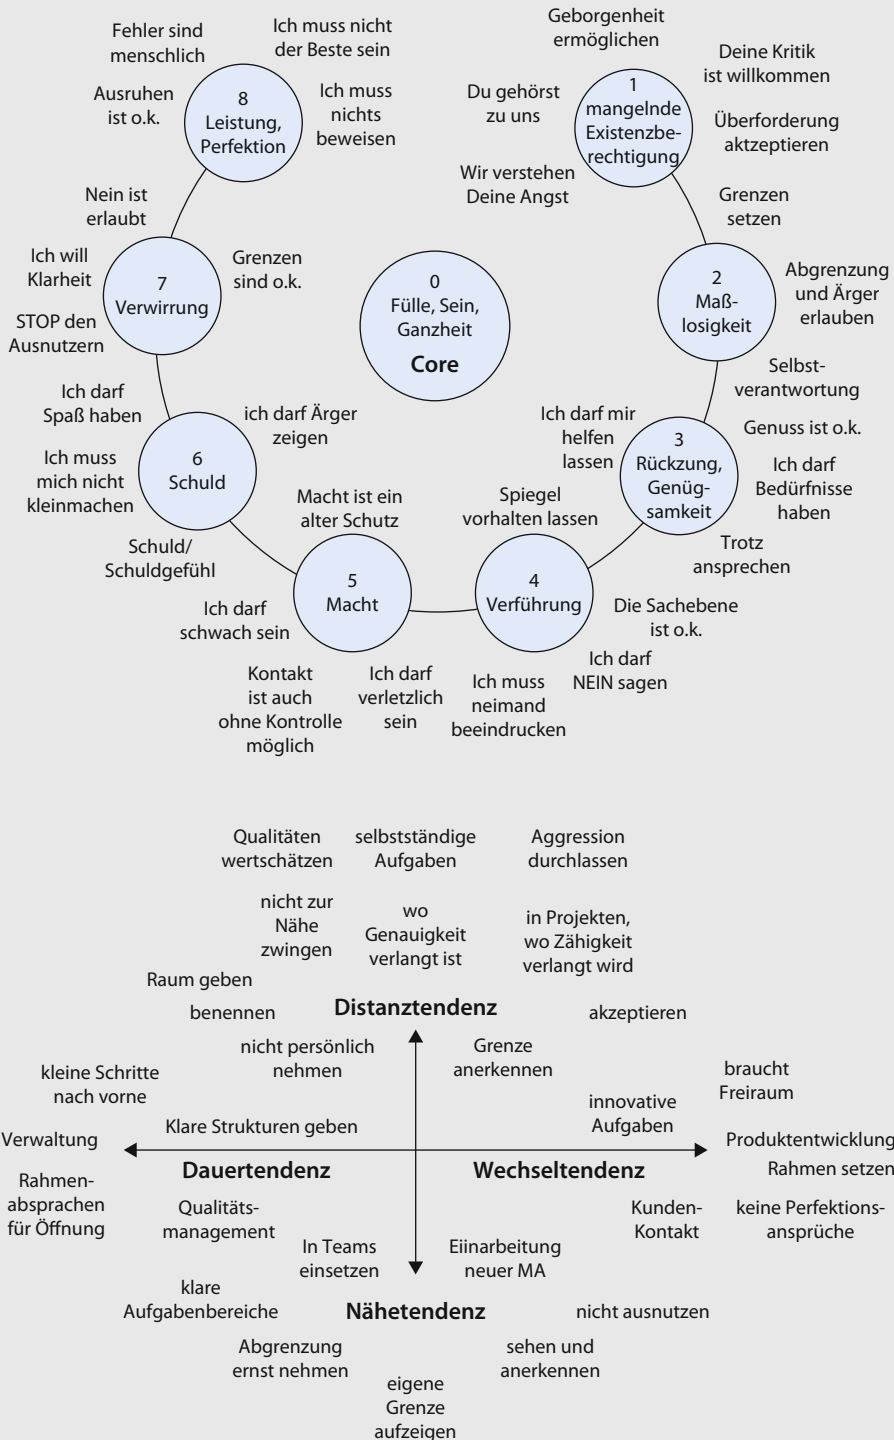 Fehler sind
menschlich
Ich muss nicht
der Beste sein
Ausruhen
ist o.k.
8
Leistung,
Perfektion
Ich muss
nichts
beweisen
Geborgenheit
ermöglichen
Deine Kritik
ist willkommen
Du gehörst
zu uns
1
mangelnde
Existenzbe-
rechtigung
Überforderung
aktzeptieren
Wir verstehen
Deine Angst
Grenzen
setzen
Nein ist
erlaubt
Ich will
Klarheit
7
Verwirrung
Grenzen
sind o.k.
STOP den
Ausnutzern
0
Fülle, Sein,
Ganzheit
Core
2
Maß-
losigkeit
Abgrenzung
und Ärger
erlauben
Selbst-
verantwortung
Ich darf
Spaß haben
ich darf Ärger
zeigen
Ich muss
mich nicht
kleinmachen
6
Schuld
Schuld/
Schuldgefühl
Ich darf mir
helfen
lassen
3
Rückzung,
Genüg-
samkeit
Genuss ist o.k.
Ich darf
Bedürfnisse
haben
Trotz
ansprechen
Macht ist ein
alter Schutz
5
Macht
Ich darf
schwach sein
Kontakt
ist auch
ohne Kontrolle
möglich
Ich darf
verletzlich
sein
Spiegel
vorhalten lassen
4
Verführung
Die Sachebene
ist o.k.
Ich darf
NEIN sagen
Ich muss
neimand
beeindrucken
Qualitäten
wertschätzen
selbstständige
Aufgaben
Aggression
durchlassen
nicht zur
Nähe
zwingen
wo
Genauigkeit
verlangt ist
in Projekten,
wo Zähigkeit
verlangt wird
Raum geben
benennen
Distanztendenz
akzeptieren
nicht persönlich
nehmen
Grenze
anerkennen
kleine Schritte
nach vorne
braucht
Freiraum
innovative
Aufgaben
Klare Strukturen geben
Verwaltung
Produktentwicklung
Dauertendenz
Wechseltendenz
Rahmen setzen
Rahmen-
absprachen
für Öffnung
Qualitäts-
management
Kunden-
Kontakt
keine Perfektions-
ansprüche
In Teams
einsetzen
Eiinarbeitung
neuer MA
klare
Aufgabenbereiche
Nähetendenz
nicht ausnutzen
Abgrenzung
ernst nehmen
sehen und
anerkennen
eigene
Grenze
aufzeigen